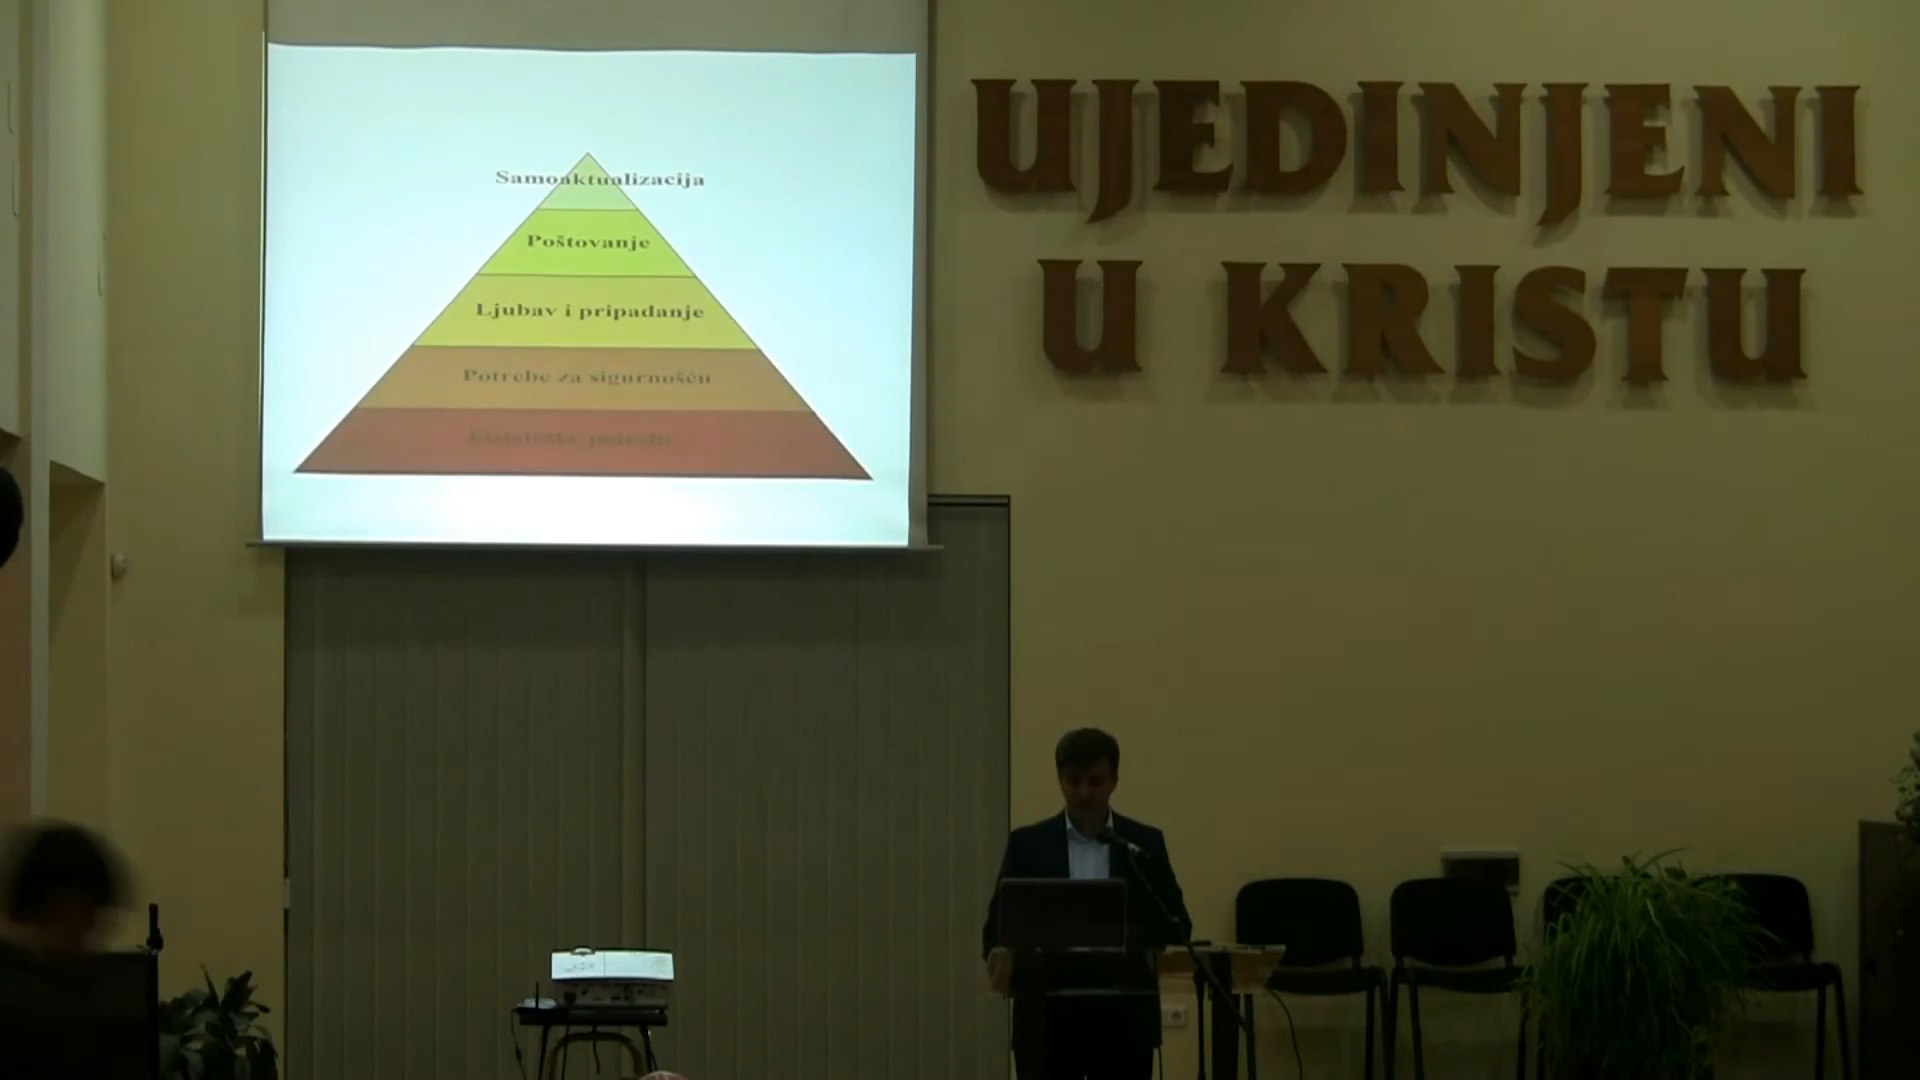 Samoaktualizacija
Poštovanje
Ljubav i pripadanje
Potrebe za sigurnošću
UJEDINJENI
U KRISTU